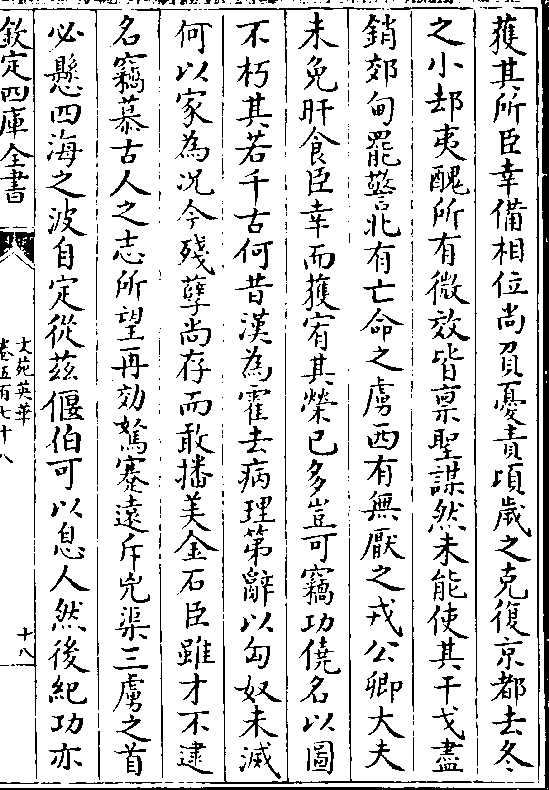 獲其所臣幸備相位尚負憂責頃歲之克復京都去冬
之小郄夷醜所有微效皆禀聖謀然未能使其干戈盡
銷郊甸罷警北有亡命之虜西有無厭之戎公卿大夫
未免旰食臣幸而獲宥其榮已多豈可竊功僥名以圖
不朽其若千古何昔漢為霍去病理第辭以匈奴未滅
何以家為况今殘孽尚存而敢播美金石臣雖才不逮
名竊慕古人之志所望再効駑蹇遠斥兇渠三虜之首
必懸四海之波自定從兹偃伯可以息人然後紀功亦
欽定四庫全書
文苑英華
卷五百七十八
十八